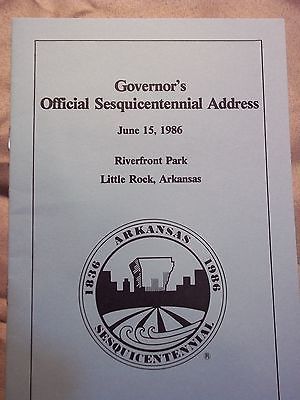 Governor's
Official Sesquicentennial Address
June 15, 1986
Riverfront Park
Little Rock, Arkansas
ARKANSAS
1836 1986
SESQUICENTENNIAL
®